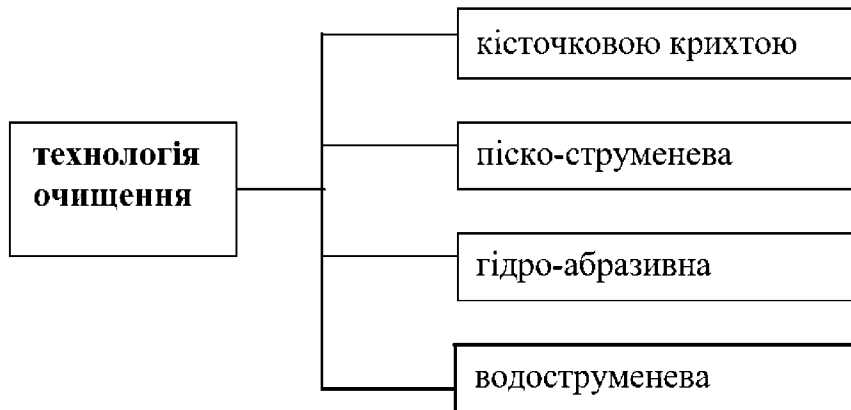 кісточковою крихтою
технологія
очищення
піско-струменева
гідро-абразивна
водоструменева